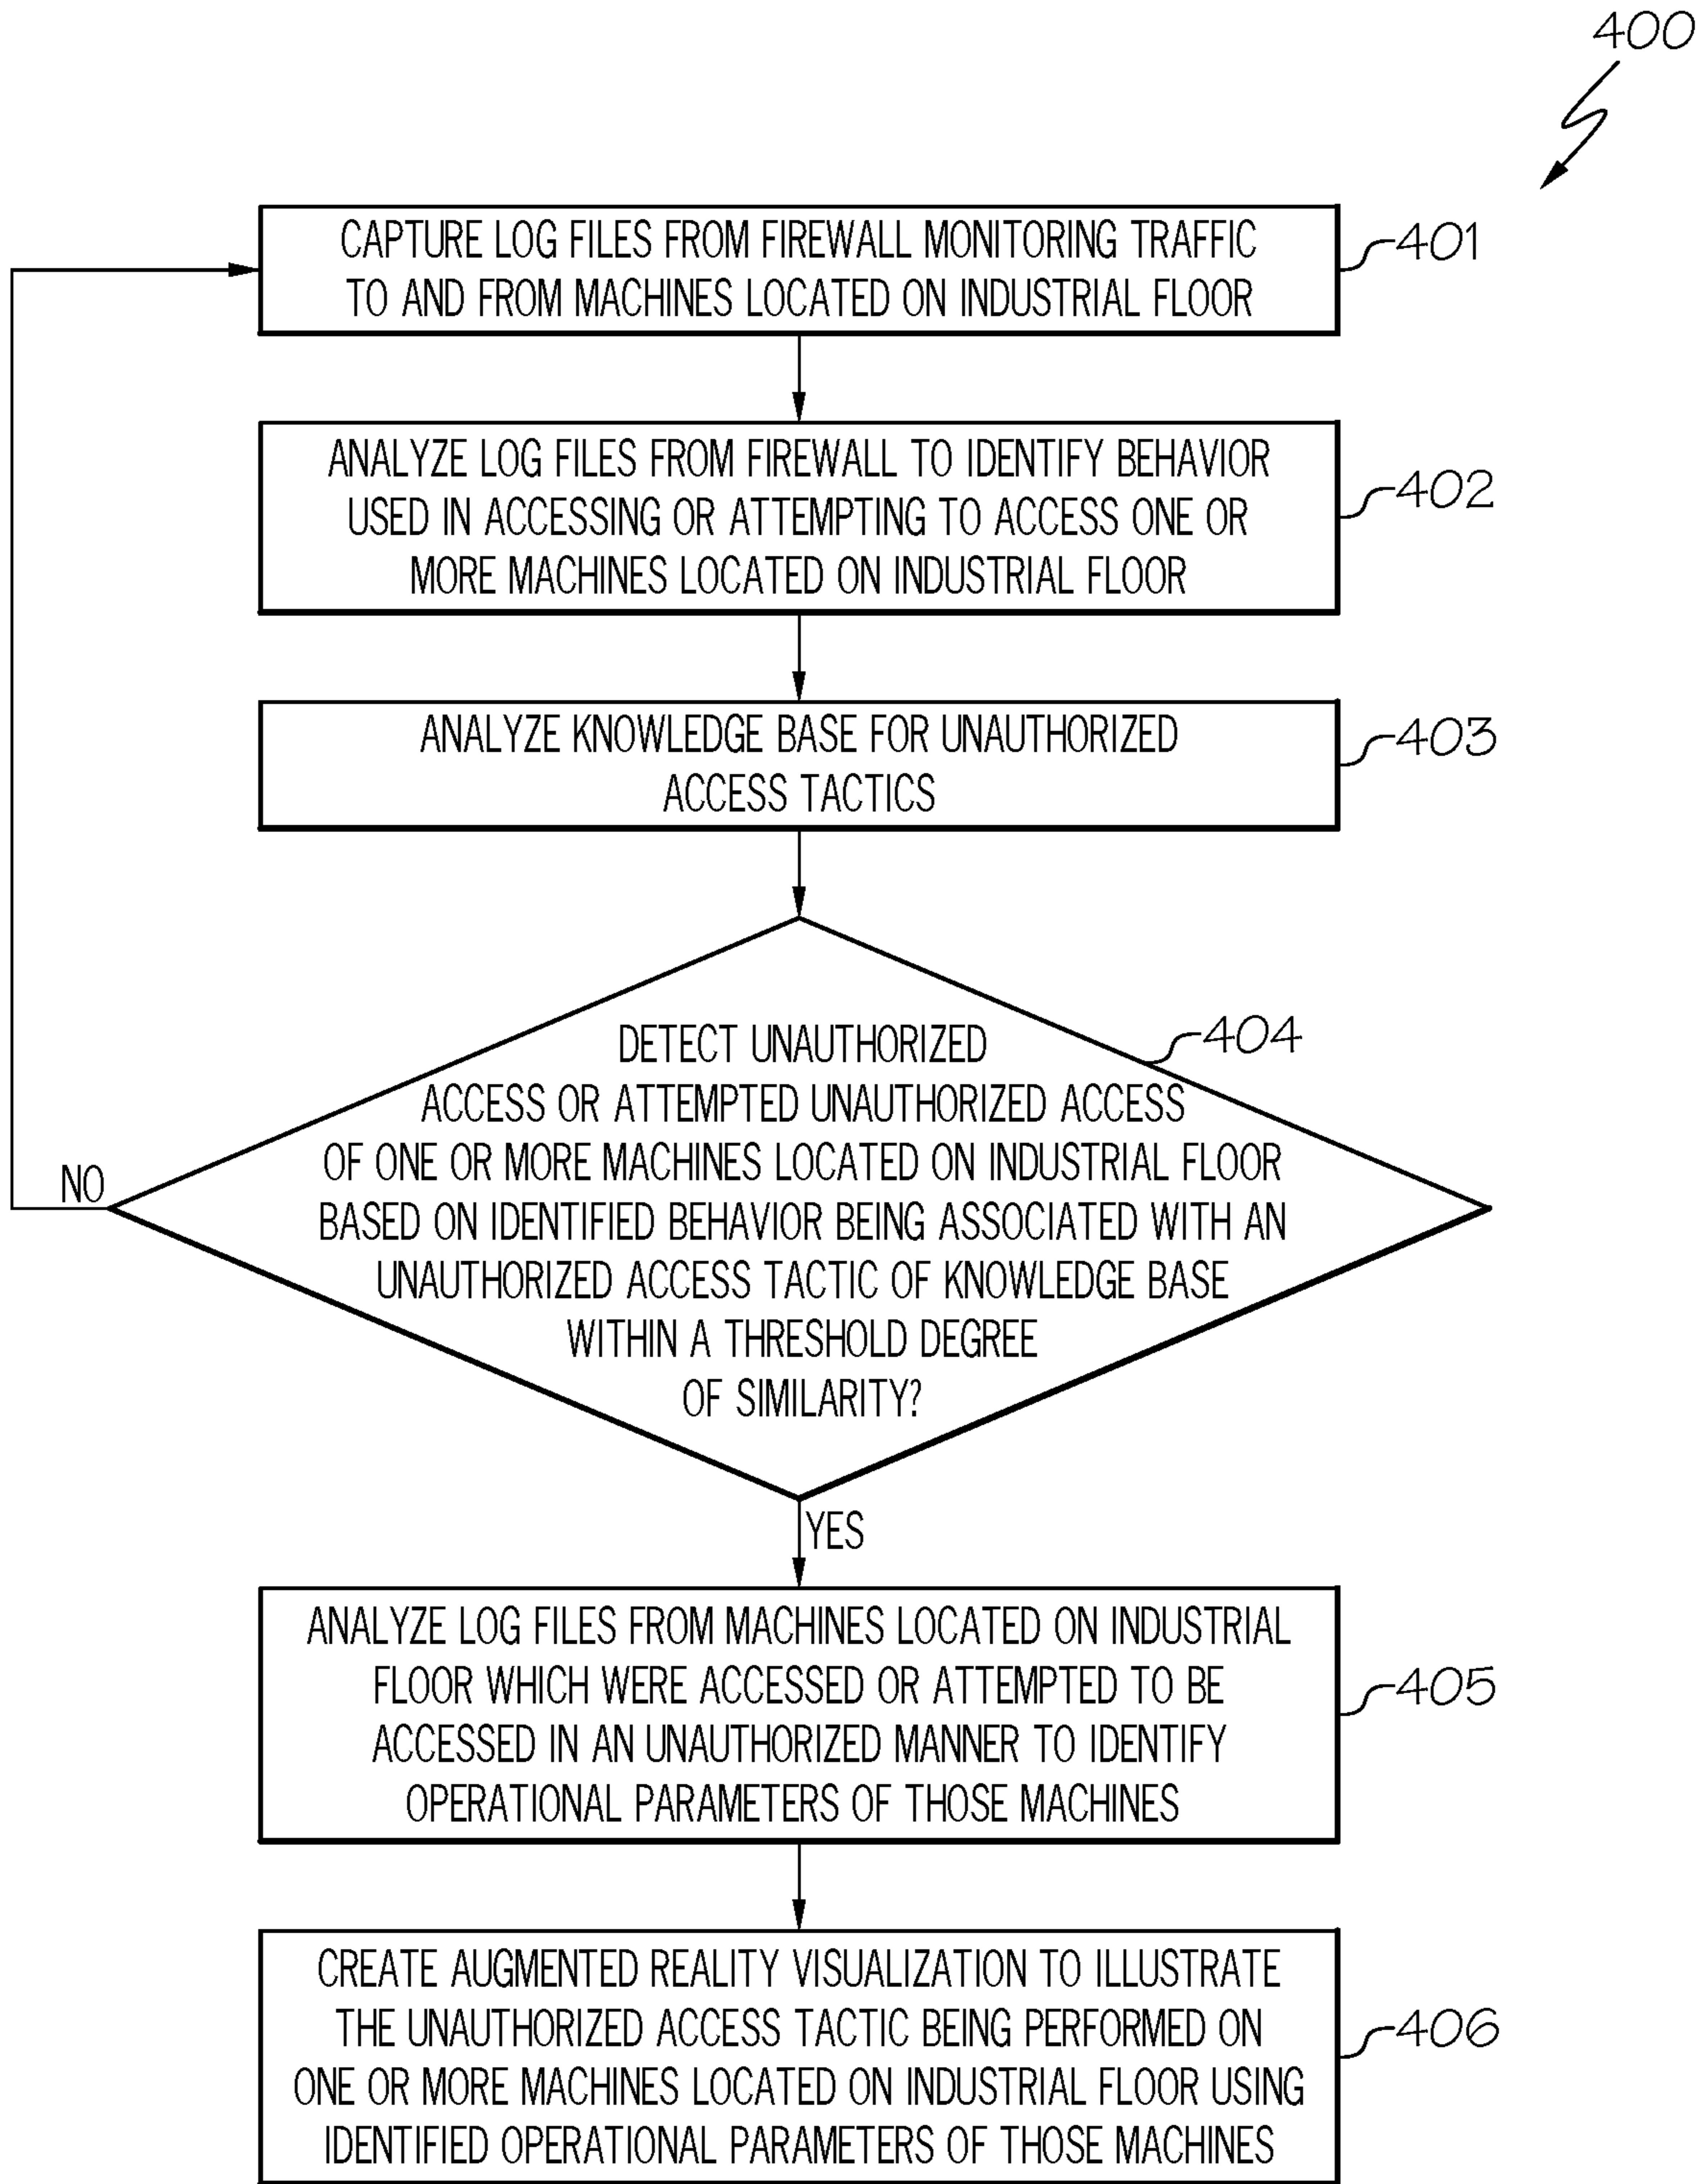 400
CAPTURE LOG FILES FROM FIREWALL MONITORING TRAFFIC
TO AND FROM MACHINES LOCATED ON INDUSTRIAL FLOOR
401
ANALYZE LOG FILES FROM FIREWALL TO IDENTIFY BEHAVIOR
USED IN ACCESSING OR ATTEMPTING TO ACCESS ONE OR
MORE MACHINES LOCATED ON INDUSTRIAL FLOOR
402
ANALYZE KNOWLEDGE BASE FOR UNAUTHORIZED
ACCESS TACTICS
403
DETECT UNAUTHORIZED
ACCESS OR ATTEMPTED UNAUTHORIZED ACCESS
OF ONE OR MORE MACHINES LOCATED ON INDUSTRIAL FLOOR
BASED ON IDENTIFIED BEHAVIOR BEING ASSOCIATED WITH AN
UNAUTHORIZED ACCESS TACTIC OF KNOWLEDGE BASE
WITHIN A THRESHOLD DEGREE
OF SIMILARITY?
404
NO
YES
ANALYZE LOG FILES FROM MACHINES LOCATED ON INDUSTRIAL
FLOOR WHICH WERE ACCESSED OR ATTEMPTED TO BE
ACCESSED IN AN UNAUTHORIZED MANNER TO IDENTIFY
OPERATIONAL PARAMETERS OF THOSE MACHINES
405
CREATE AUGMENTED REALITY VISUALIZATION TO ILLUSTRATE
THE UNAUTHORIZED ACCESS TACTIC BEING PERFORMED ON
ONE OR MORE MACHINES LOCATED ON INDUSTRIAL FLOOR USING
IDENTIFIED OPERATIONAL PARAMETERS OF THOSE MACHINES
406